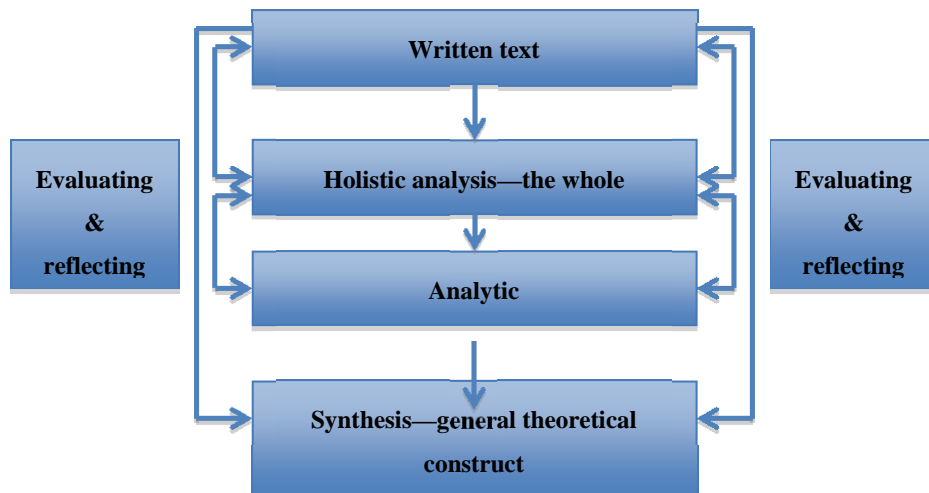 Written text
Evaluating
&
reflecting
Holistic analysis—the whole
Evaluating
&
reflecting
Analytic
Synthesis—general theoretical
construct